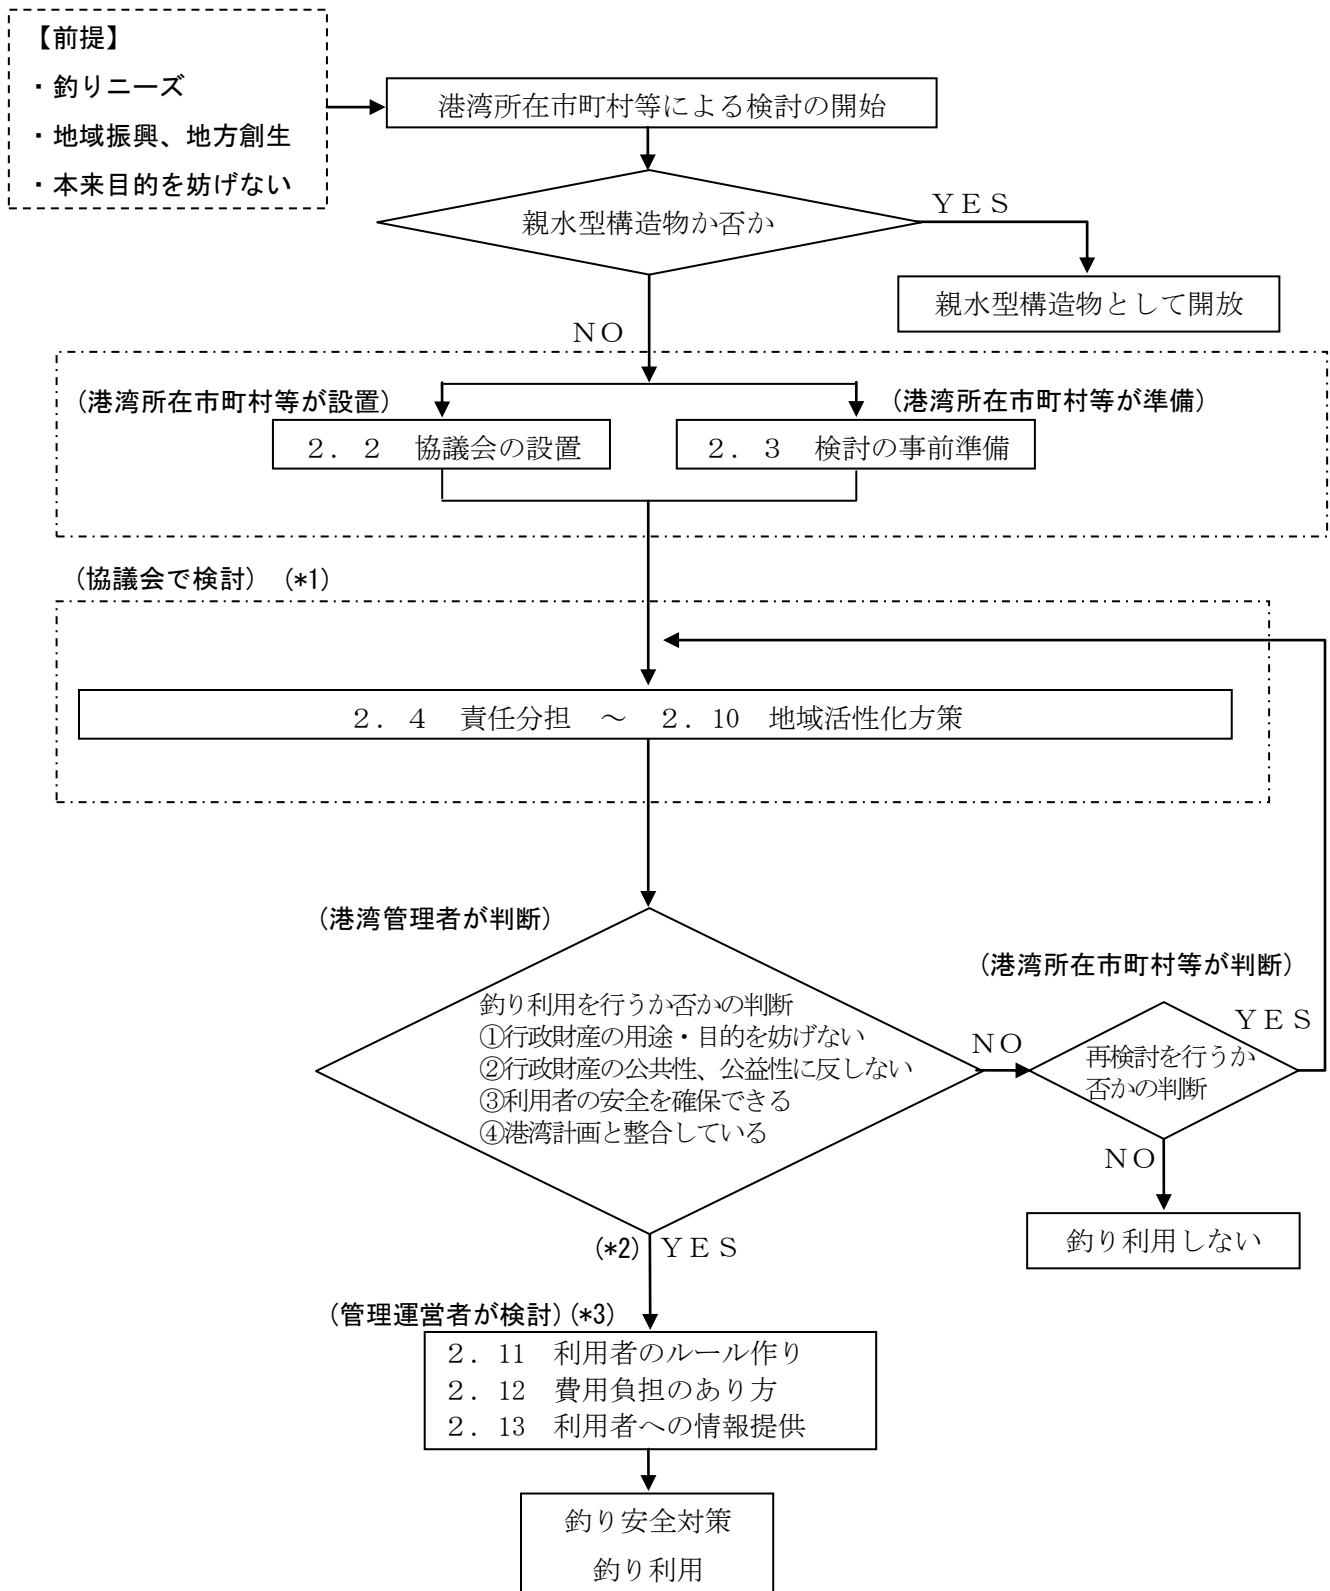 【前提】
・釣りニーズ
・地域振興、地方創生
・本来目的を妨げない
港湾所在市町村等による検討の開始
親水型構造物か否か
ＹＥＳ
親水型構造物として開放
ＮＯ
(港湾所在市町村等が設置)
(港湾所在市町村等が準備)
２．２　協議会の設置
２．３　検討の事前準備
(協議会で検討)　(*1)
２．４　責任分担　～　２．10　地域活性化方策
(港湾管理者が判断)
釣り利用を行うか否かの判断
①行政財産の用途・目的を妨げない
②行政財産の公共性、公益性に反しない
③利用者の安全を確保できる
④港湾計画と整合している
ＮＯ
(港湾所在市町村等が判断)
再検討を行うか
否かの判断
ＹＥＳ
ＮＯ
釣り利用しない
(*2) ＹＥＳ
(管理運営者が検討) (*3)
２．11　利用者のルール作り
２．12　費用負担のあり方
２．13　利用者への情報提供
釣り安全対策
釣り利用